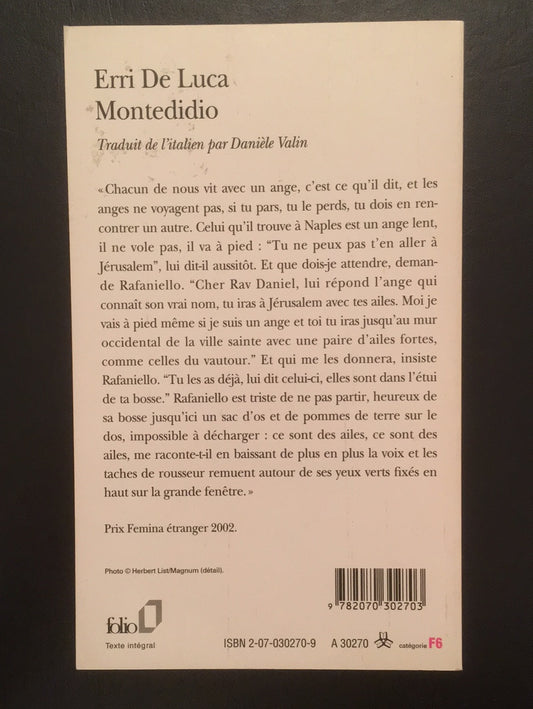 Erri De Luca
Montedidio
Traduit de l'italien par Danièle Valin
« Chacun de nous vit avec un ange, c'est ce qu'il dit, et les
anges ne voyagent pas, si tu pars, tu le perds, tu dois en ren-
contrer un autre. Celui qu'il trouve à Naples est un ange lent,
il ne vole pas, il va à pied : “Tu ne peux pas t'en aller à
Jérusalem”, lui dit-il aussitôt. Et que dois-je attendre, deman-
de Rafaniello. “Cher Rav Daniel, lui répond l'ange qui
connaît son vrai nom, tu iras à Jérusalem avec tes ailes. Moi je
vais à pied même si je suis un ange et toi tu iras jusqu'au mur
occidental de la ville sainte avec une paire d'ailes fortes,
comme celles du vautour.” Et qui me les donnera, insiste
Rafaniello. “Tu les as déjà, lui dit celui-ci, elles sont dans l'étui
de ta bosse.” Rafaniello est triste de ne pas partir, heureux de
sa bosse jusqu'ici un sac d'os et de pommes de terre sur le
dos, impossible à décharger : ce sont des ailes, ce sont des
ailes, me raconte-t-il en baissant de plus en plus la voix et les
taches de rousseur remuent autour de ses yeux verts fixés en
haut sur la grande fenêtre. »
Prix Femina étranger 2002.
Photo © Herbert List/Magnum (détail).
9 782070 302703
folio
Texte intégral
ISBN 2-07-030270-9 A 30270 catégorie F6